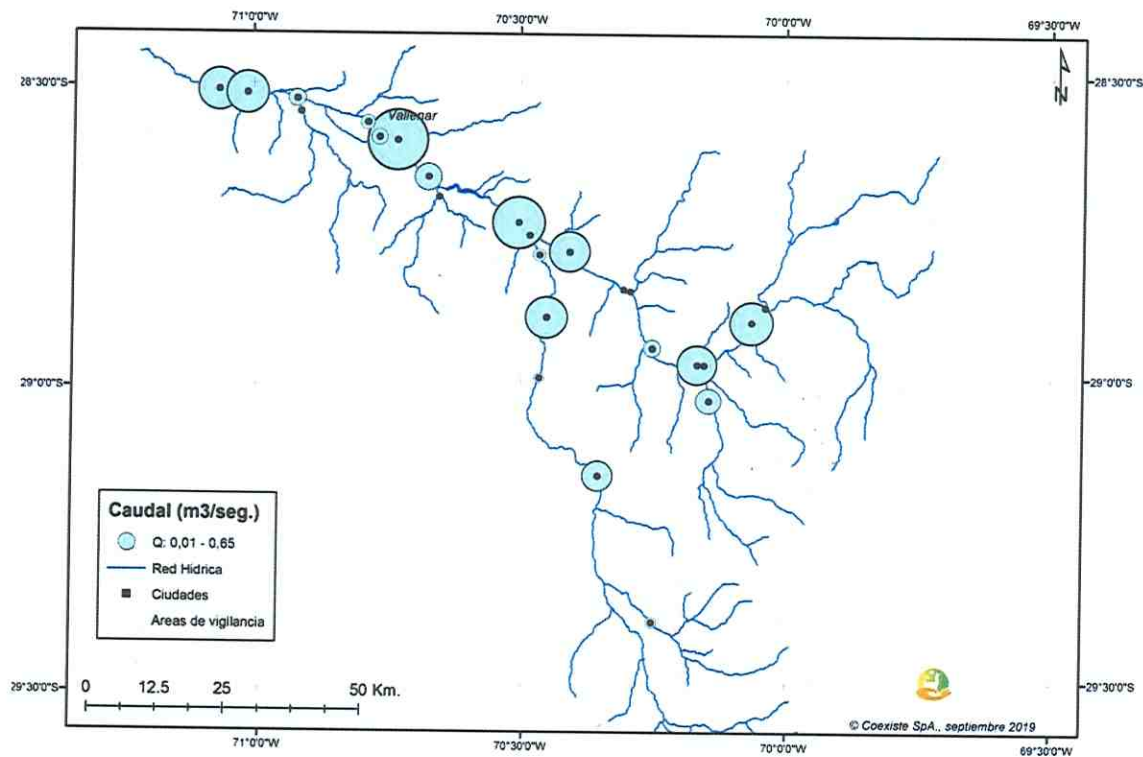 71°0'0"W
70°30'0"W
70°0'0"W
69°30'0"W
28°30'0"S
28°30'0"S
Vallenar
29°0'0"S
29°0'0"S
Caudal (m3/seg.)
Q: 0,01 - 0.65
Red Hídrica
Ciudades
Areas de vigilancia
N
29°30'0"S
29°30'0"S
0 12.5 25 50 Km.
© Coexiste SpA., septiembre 2019
71°0'0"W
70°30'0"W
70°0'0"W
69°30'0"W